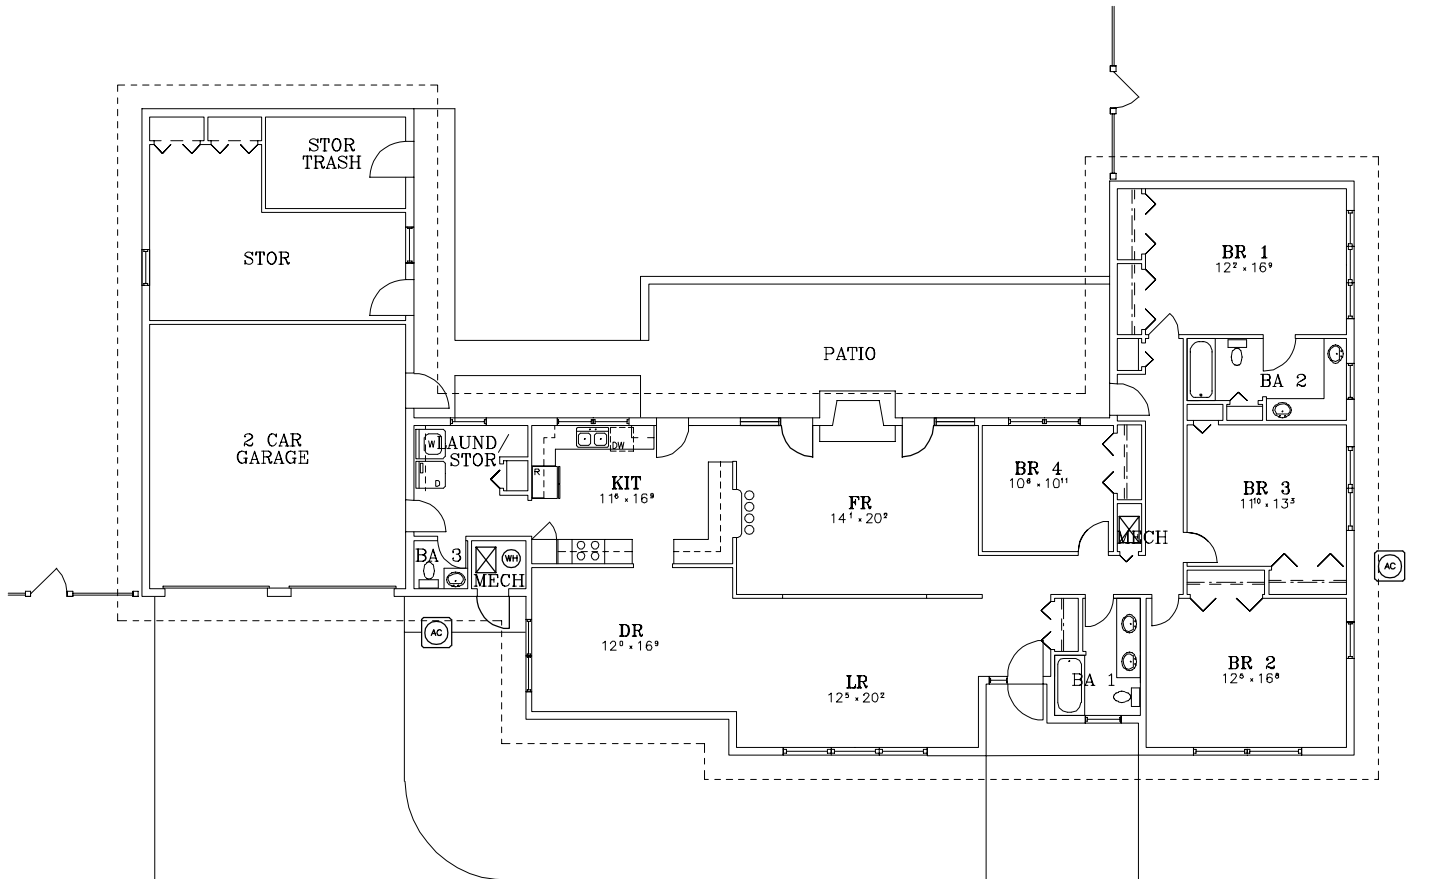 STOR
TRASH
STOR
BR 1
12² × 16⁹
PATIO
BA 2
2 CAR
GARAGE
W
LAUND/
STOR
D
DW
R
KIT
11⁶ × 16⁹
BR 4
10⁶ × 10¹¹
FR
14¹ × 20²
BR 3
11¹⁰ × 13³
MECH
BA 3
WH
MECH
AC
AC
DR
12⁰ × 16⁹
LR
12⁵ × 20²
BA 1
BR 2
12⁶ × 16⁸